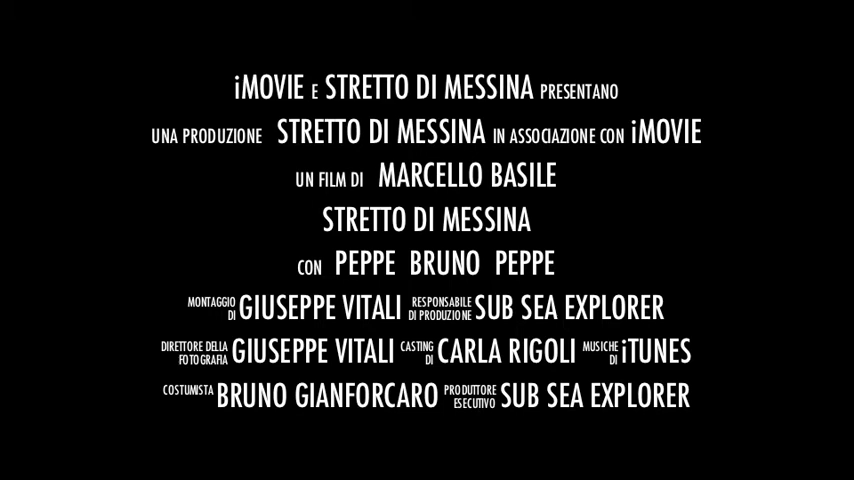 iMOVIE E STRETTO DI MESSINA PRESENTANO
UNA PRODUZIONE STRETTO DI MESSINA IN ASSOCIAZIONE CON iMOVIE
UN FILM DI MARCELLO BASILE
STRETTO DI MESSINA
CON PEPPE BRUNO PEPPE
MONTAGGIO DI GIUSEPPE VITALI RESPONSABILE DI PRODUZIONE SUB SEA EXPLORER
DIRETTORE DELLA FOTOGRAFIA GIUSEPPE VITALI CASTING DI CARLA RIGOLI MUSICHE DI iTUNES
COSTUMISTA BRUNO GIANFORCARO PRODUTTORE ESECUTIVO SUB SEA EXPLORER